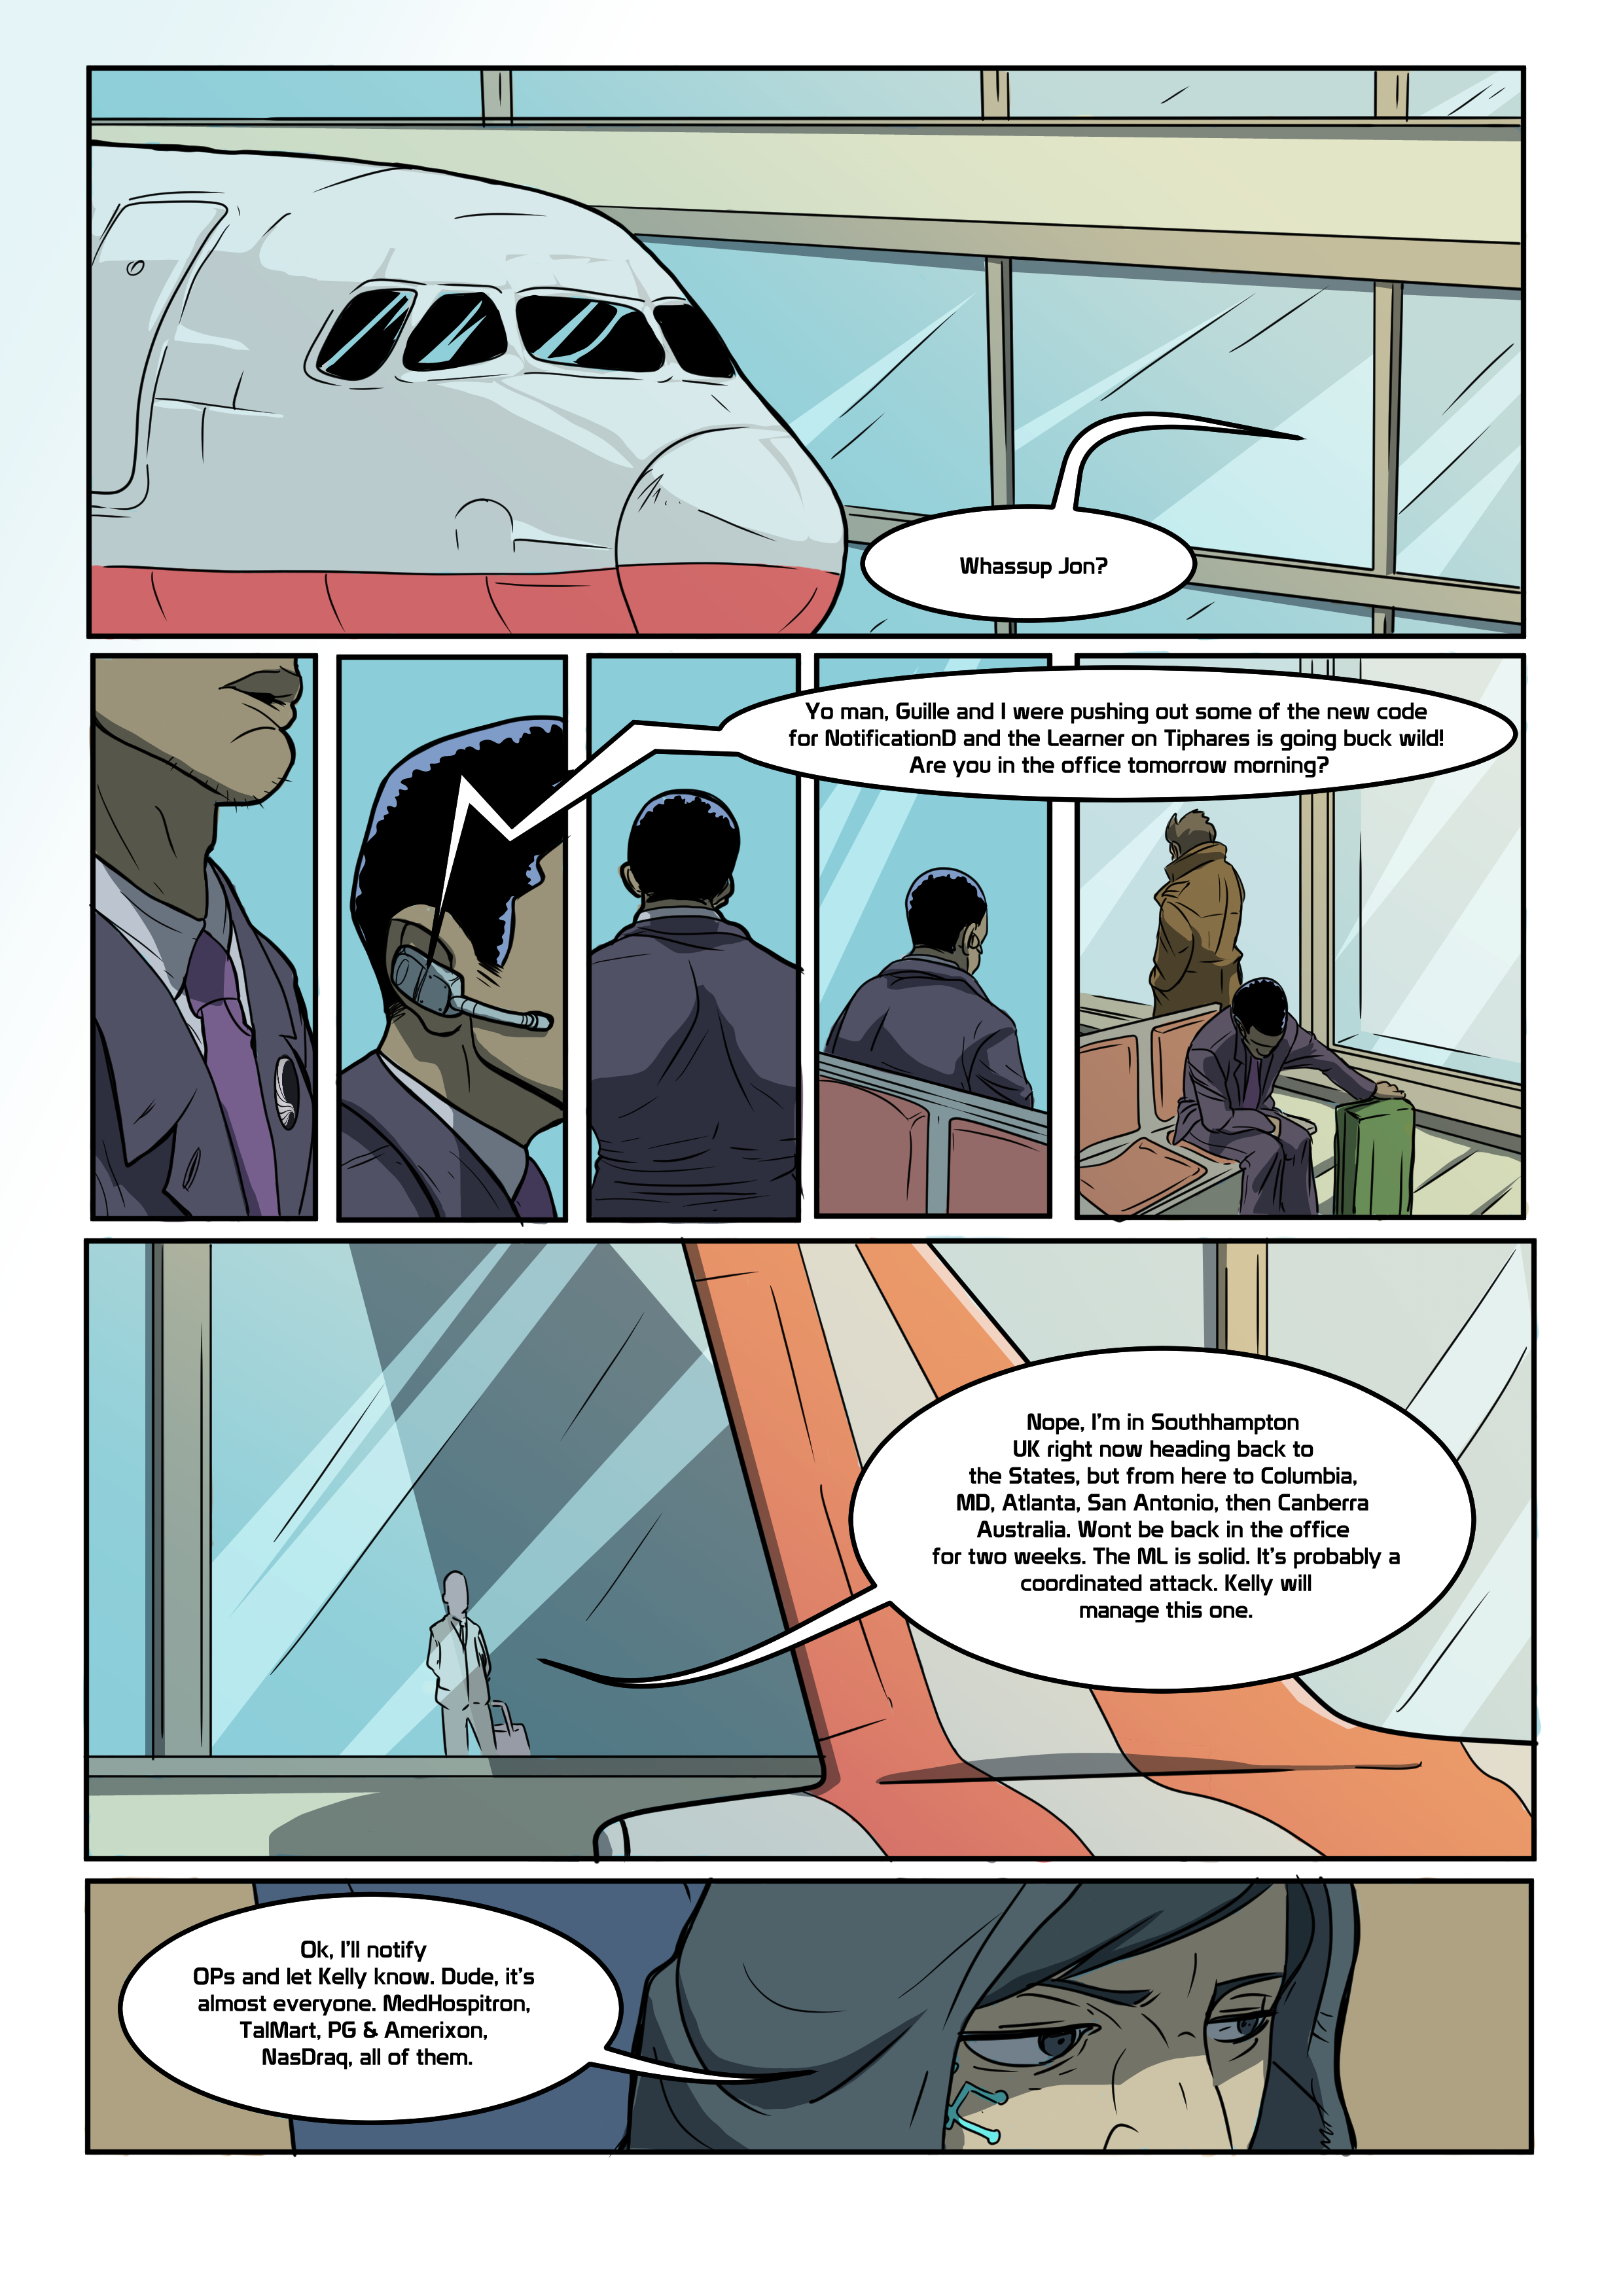 Whassup Jon?
Yo man, Guille and I were pushing out some of the new code
for NotificationD and the Learner on Tiphares is going buck wild!
Are you in the office tomorrow morning?
Nope, I'm in Southhampton
UK right now heading back to
the States, but from here to Columbia,
MD, Atlanta, San Antonio, then Canberra
Australia. Wont be back in the office
for two weeks. The ML is solid. It's probably a
coordinated attack. Kelly will
manage this one.
Ok, I'll notify
OPs and let Kelly know. Dude, it's
almost everyone. MedHospitron,
TalMart, PG & Amerixon,
NasDraq, all of them.